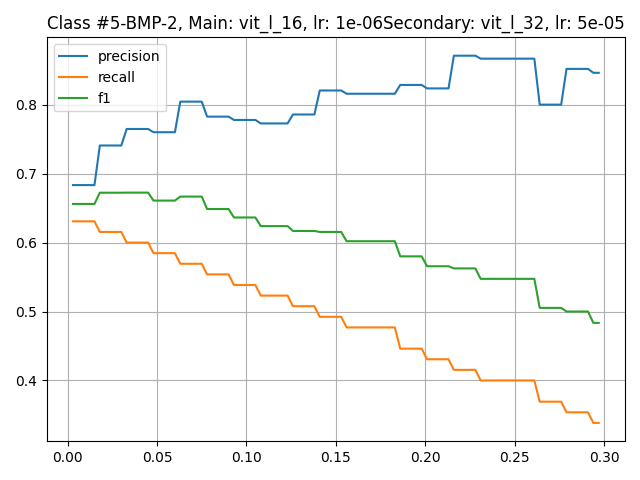 Class #5-BMP-2, Main: vit_l_16, lr: 1e-06Secondary: vit_l_32, lr: 5e-05
precision
recall
f1
0.8
0.7
0.6
0.5
0.4
0.00 0.05 0.10 0.15 0.20 0.25 0.30